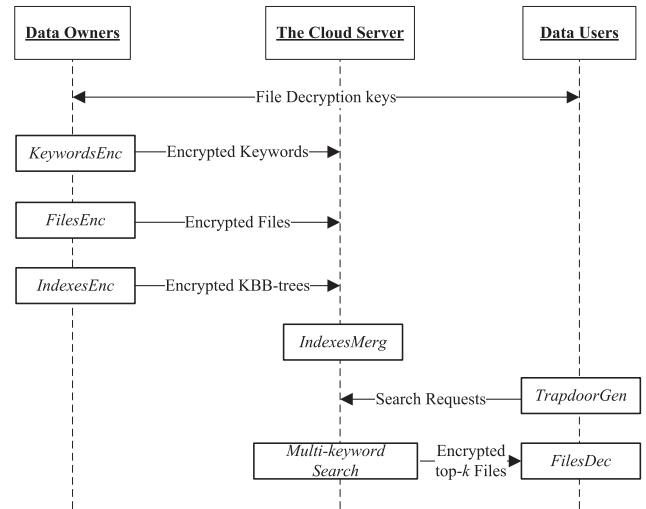 Data Owners
The Cloud Server
Data Users
File Decryption keys
KeywordsEnc
Encrypted Keywords
FilesEnc
Encrypted Files
IndexesEnc
Encrypted KBB-trees
IndexesMerg
Search Requests
TrapdoorGen
Multi-keyword
Search
Encrypted
top-k Files
FilesDec